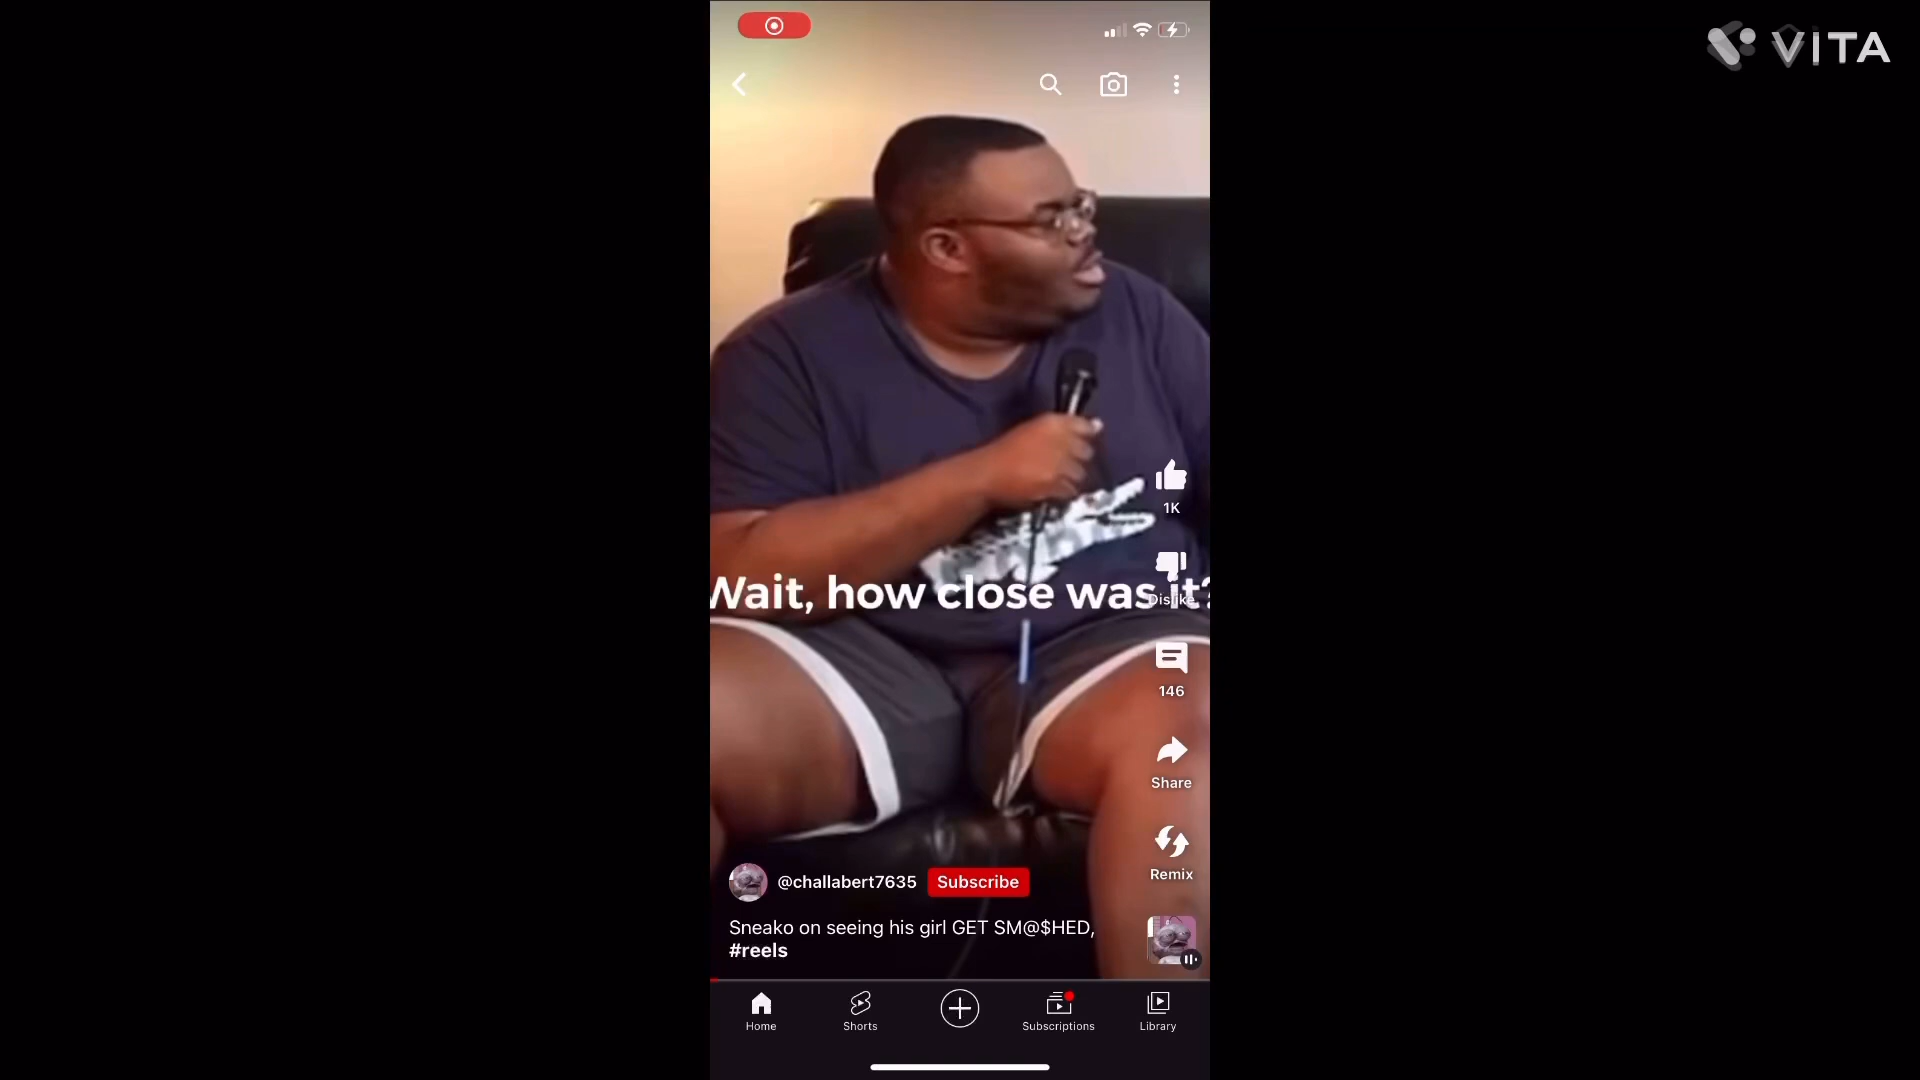 VITA
1K
Wait, how close was it?
Dislike
146
Share
Remix
@challabert7635 Subscribe
Sneako on seeing his girl GET SM@$HED,
#reels
Home Shorts Subscriptions Library